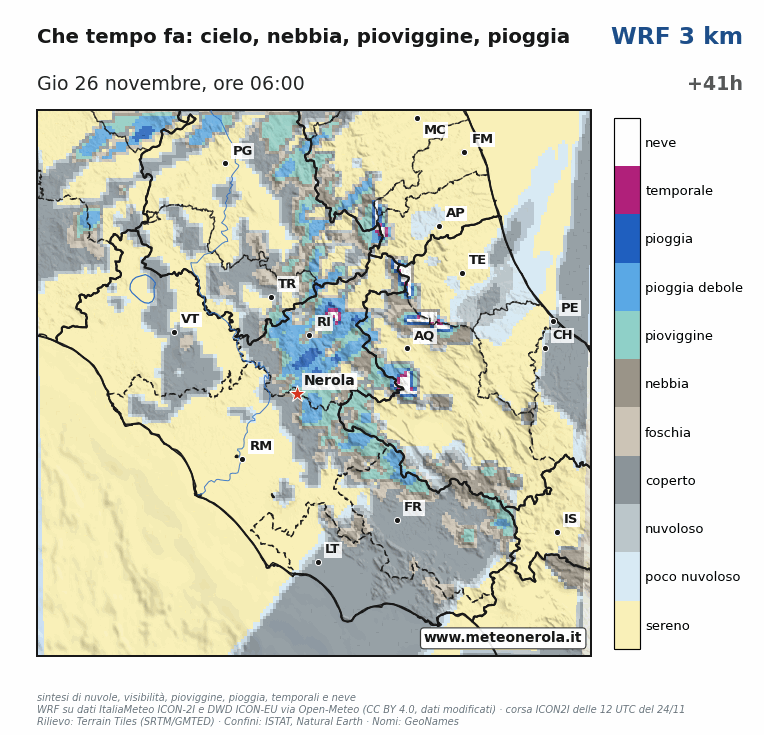 Che tempo fa: cielo, nebbia, pioviggine, pioggia
WRF 3 km
Gio 26 novembre, ore 06:00
+41h
MC
FM
PG
AP
TE
TR
PE
VT
RI
CH
AQ
Nerola
RM
FR
IS
LT
www.meteonerola.it
neve
temporale
pioggia
pioggia debole
pioviggine
nebbia
foschia
coperto
nuvoloso
poco nuvoloso
sereno
sintesi di nuvole, visibilità, pioviggine, pioggia, temporali e neve
WRF su dati ItaliaMeteo ICON-2I e DWD ICON-EU via Open-Meteo (CC BY 4.0, dati modificati) · corsa ICON2I delle 12 UTC del 24/11
Rilievo: Terrain Tiles (SRTM/GMTED) · Confini: ISTAT, Natural Earth · Nomi: GeoNames